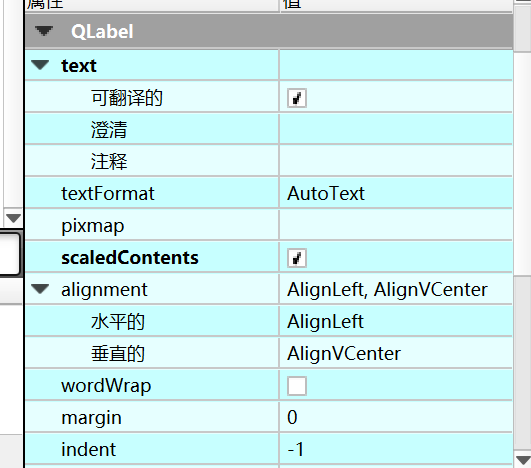 属性 值
QLabel
text
可翻译的
澄清
注释
textFormat AutoText
pixmap
scaledContents
alignment AlignLeft, AlignVCenter
水平的 AlignLeft
垂直的 AlignVCenter
wordWrap
margin 0
indent -1